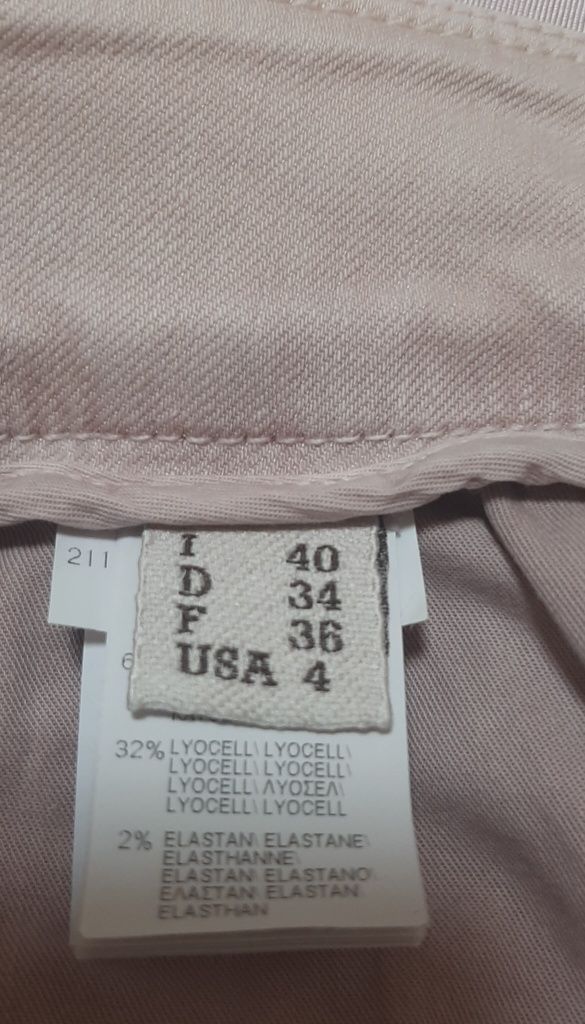 211
I 40
D 34
F 36
USA 4
6
32% LYOCELL\ LYOCELL\
LYOCELL\ LYOCELL\
LYOCELL\ ΛΥΟΣΕΛ\
LYOCELL\ LYOCELL
2% ELASTAN\ ELASTANE\
ELASTHANNE\
ELASTAN\ ELASTANO\
ΕΛΑΣΤΑΝ\ ELASTAN\
ELASTHAN